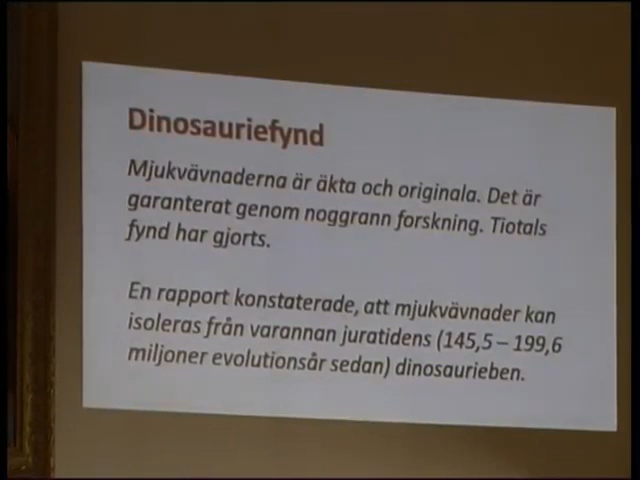 Dinosauriefynd
Mjukvävnaderna är äkta och originala. Det är
garanterat genom noggrann forskning. Tiotals
fynd har gjorts.
En rapport konstaterade, att mjukvävnader kan
isoleras från varannan juratidens (145,5 – 199,6
miljoner evolutionsår sedan) dinosaurieben.